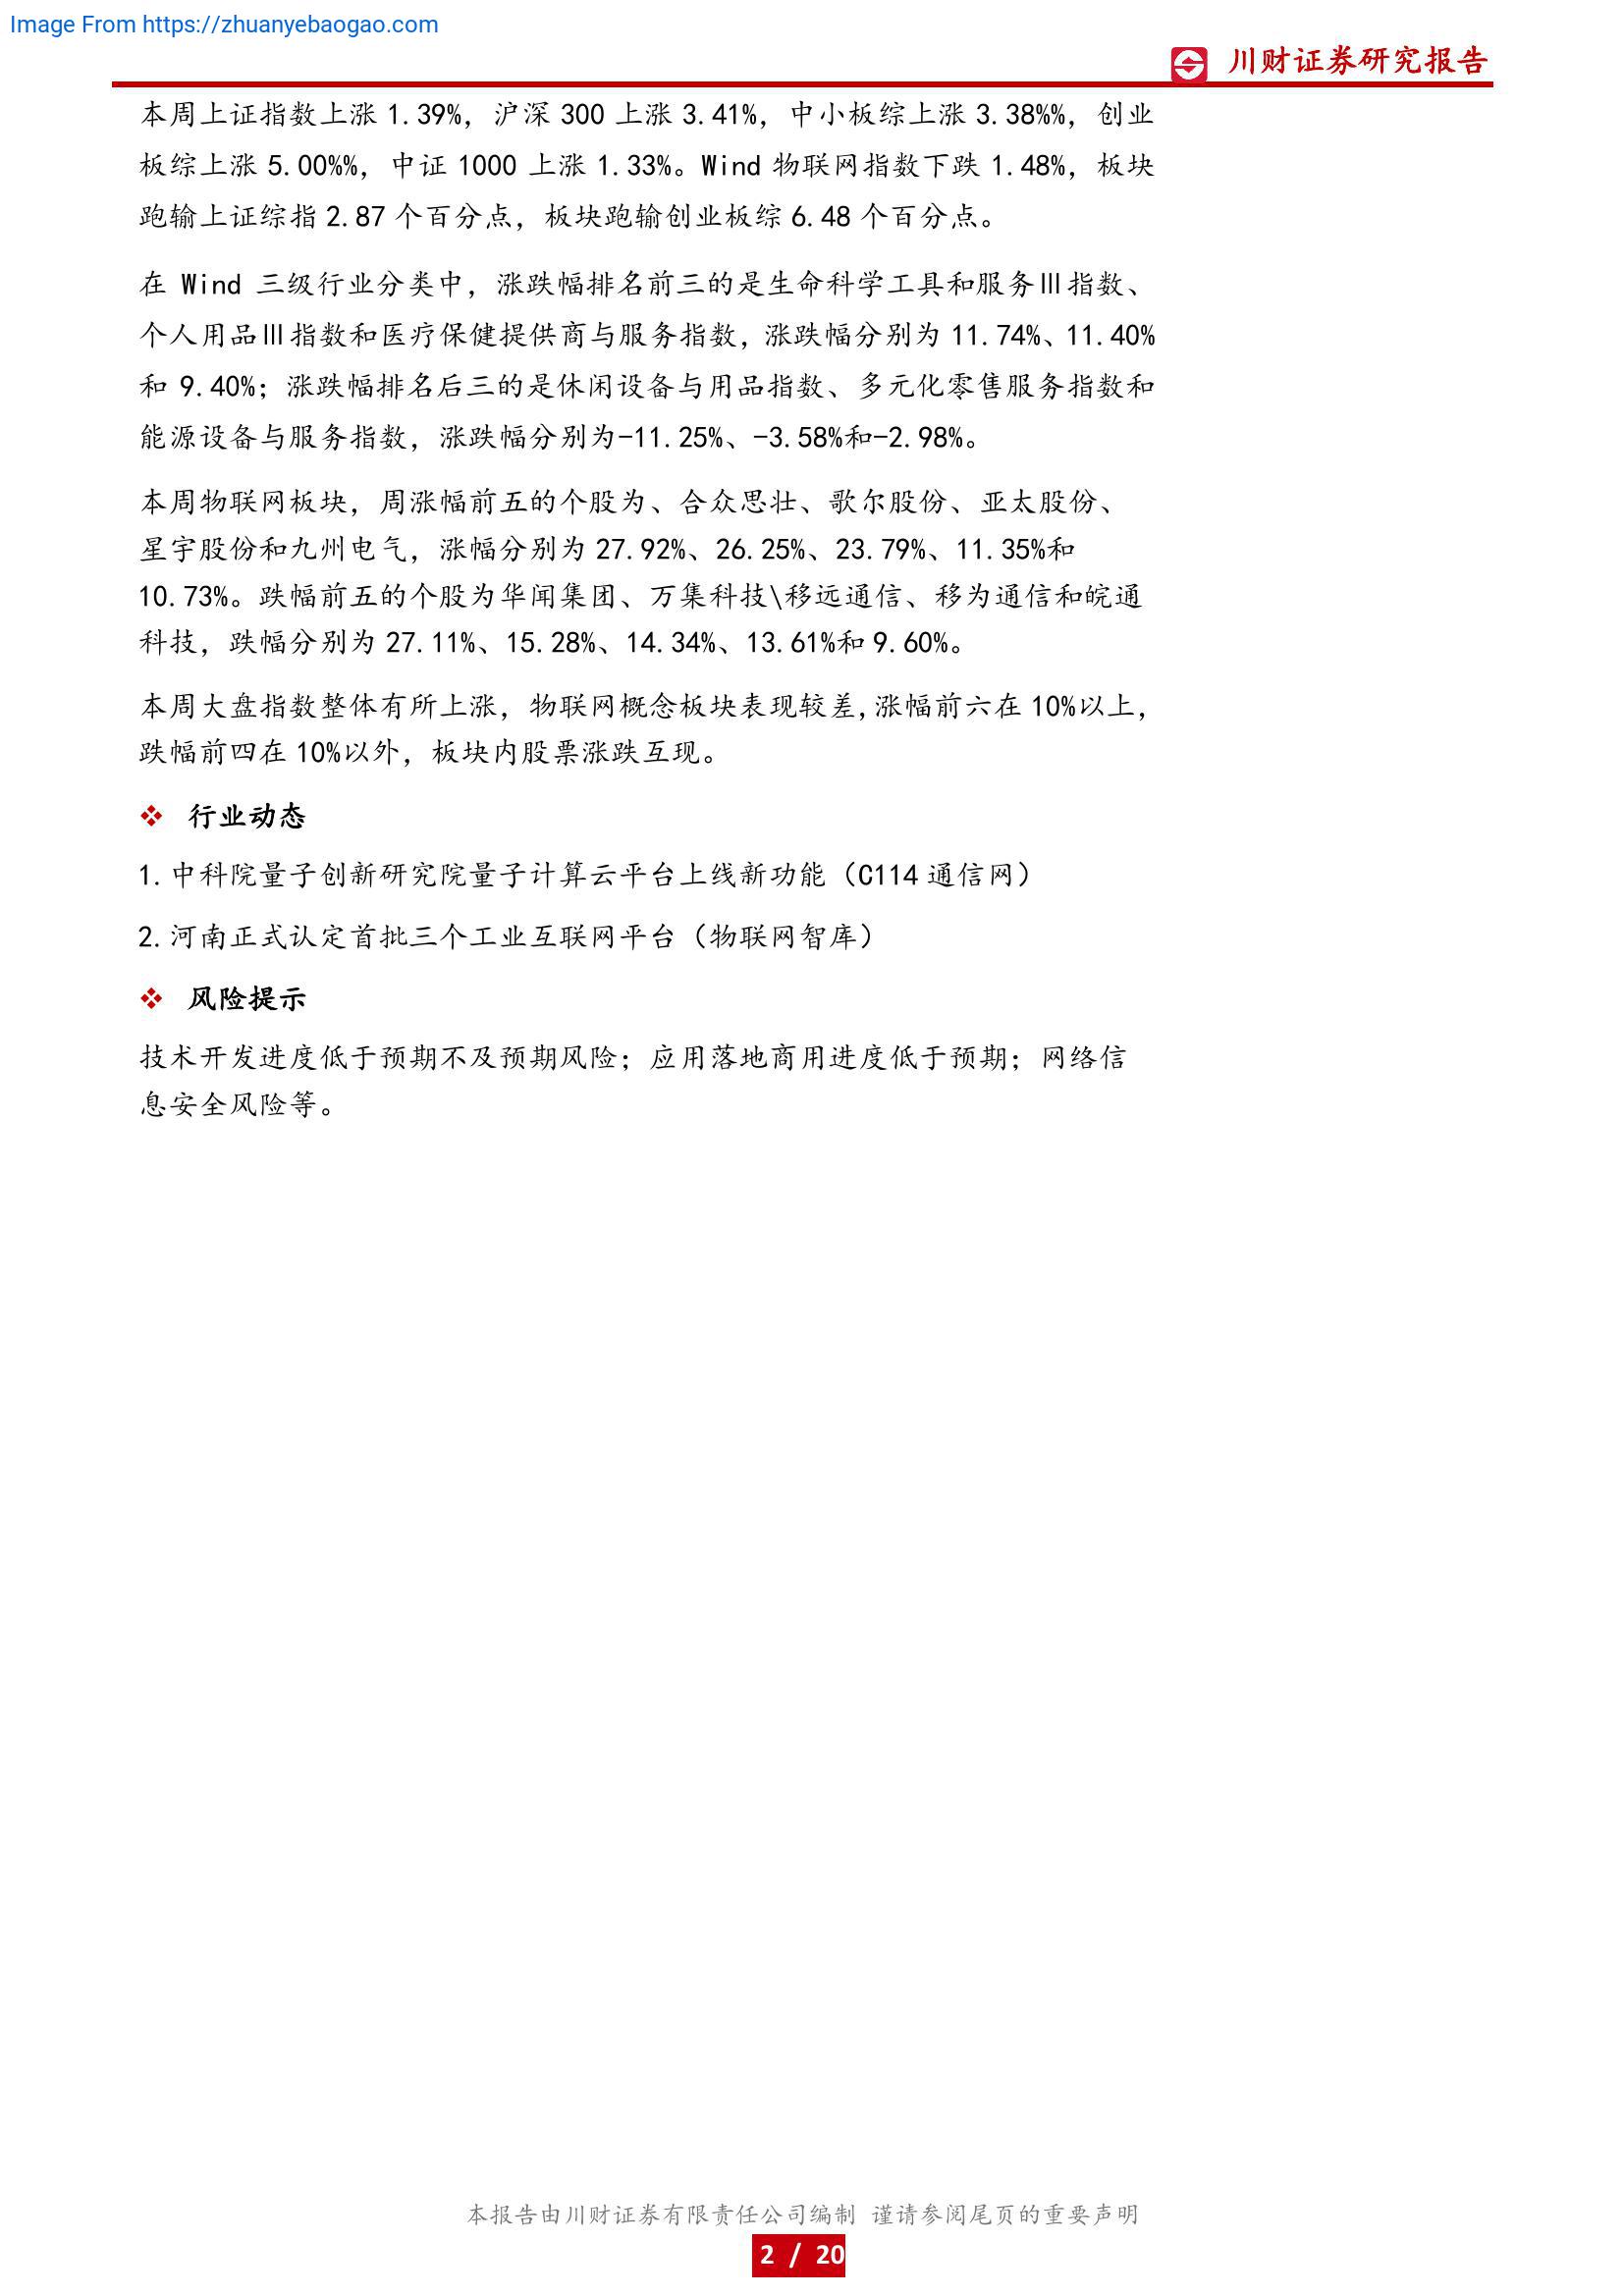 Image From https://zhuanyebaogao.com
川财证券研究报告
本周上证指数上涨 1.39%，沪深 300 上涨 3.41%，中小板综上涨 3.38%%，创业
板综上涨 5.00%%，中证 1000 上涨 1.33%。Wind 物联网指数下跌 1.48%，板块
跑输上证综指 2.87 个百分点，板块跑输创业板综 6.48 个百分点。
在 Wind 三级行业分类中，涨跌幅排名前三的是生命科学工具和服务Ⅲ指数、
个人用品Ⅲ指数和医疗保健提供商与服务指数，涨跌幅分别为 11.74%、11.40%
和 9.40%；涨跌幅排名后三的是休闲设备与用品指数、多元化零售服务指数和
能源设备与服务指数，涨跌幅分别为-11.25%、-3.58%和-2.98%。
本周物联网板块，周涨幅前五的个股为、合众思壮、歌尔股份、亚太股份、
星宇股份和九州电气，涨幅分别为 27.92%、26.25%、23.79%、11.35%和
10.73%。跌幅前五的个股为华闻集团、万集科技\移远通信、移为通信和皖通
科技，跌幅分别为 27.11%、15.28%、14.34%、13.61%和 9.60%。
本周大盘指数整体有所上涨，物联网概念板块表现较差,涨幅前六在 10%以上，
跌幅前四在 10%以外，板块内股票涨跌互现。
❖ 行业动态
1.中科院量子创新研究院量子计算云平台上线新功能（C114 通信网）
2.河南正式认定首批三个工业互联网平台（物联网智库）
❖ 风险提示
技术开发进度低于预期不及预期风险；应用落地商用进度低于预期；网络信
息安全风险等。
本报告由川财证券有限责任公司编制 谨请参阅尾页的重要声明
2 / 20